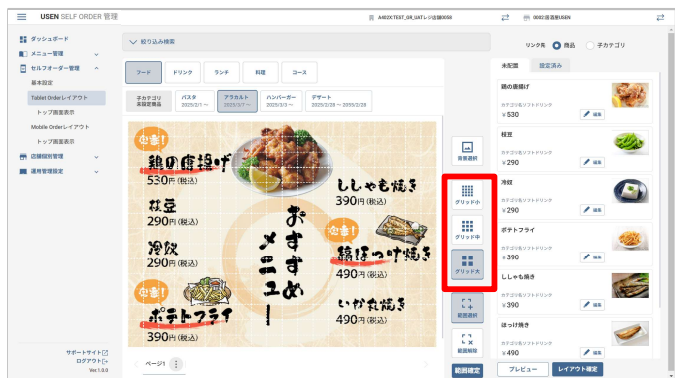 USEN SELF ORDER 管理
A402X:TEST_GR_UATレジ店舗0058
U002:居酒屋USEN
ダッシュボード
メニュー管理
セルフオーダー管理
基本設定
Tablet Orderレイアウト
トップ画面表示
Mobile Orderレイアウト
トップ画面表示
店舗個別管理
運用管理設定
サポートサイト
ログアウト
Ver.1.0.0
絞り込み検索
フード
ドリンク
ランチ
料理
コース
子カテゴリ
未設定商品
パスタ
2025/2/1 ～
アラカルト
2025/3/7 ～
ハンバーガー
2025/3/3 ～
デザート
2025/2/28 ～ 2055/2/28
定番!
鶏の唐揚げ
530円(税込)
枝豆
290円(税込)
冷奴
290円(税込)
定番!
ポテトフライ
390円(税込)
おすすめメニュー
ししゃも焼き
390円(税込)
定番!
縞ほっけ焼き
490円(税込)
いか丸焼き
490円(税込)
ページ1
背景選択
グリッド小
グリッド中
グリッド大
範囲選択
範囲解除
範囲確定
リンク先
商品
子カテゴリ
未配置
設定済み
鶏の唐揚げ
カテゴリ名ソフトドリンク
¥530
編集
枝豆
カテゴリ名ソフトドリンク
¥290
編集
冷奴
カテゴリ名ソフトドリンク
¥290
編集
ポテトフライ
カテゴリ名ソフトドリンク
¥390
編集
ししゃも焼き
カテゴリ名ソフトドリンク
¥390
編集
ほっけ焼き
カテゴリ名ソフトドリンク
¥490
編集
プレビュー
レイアウト確定